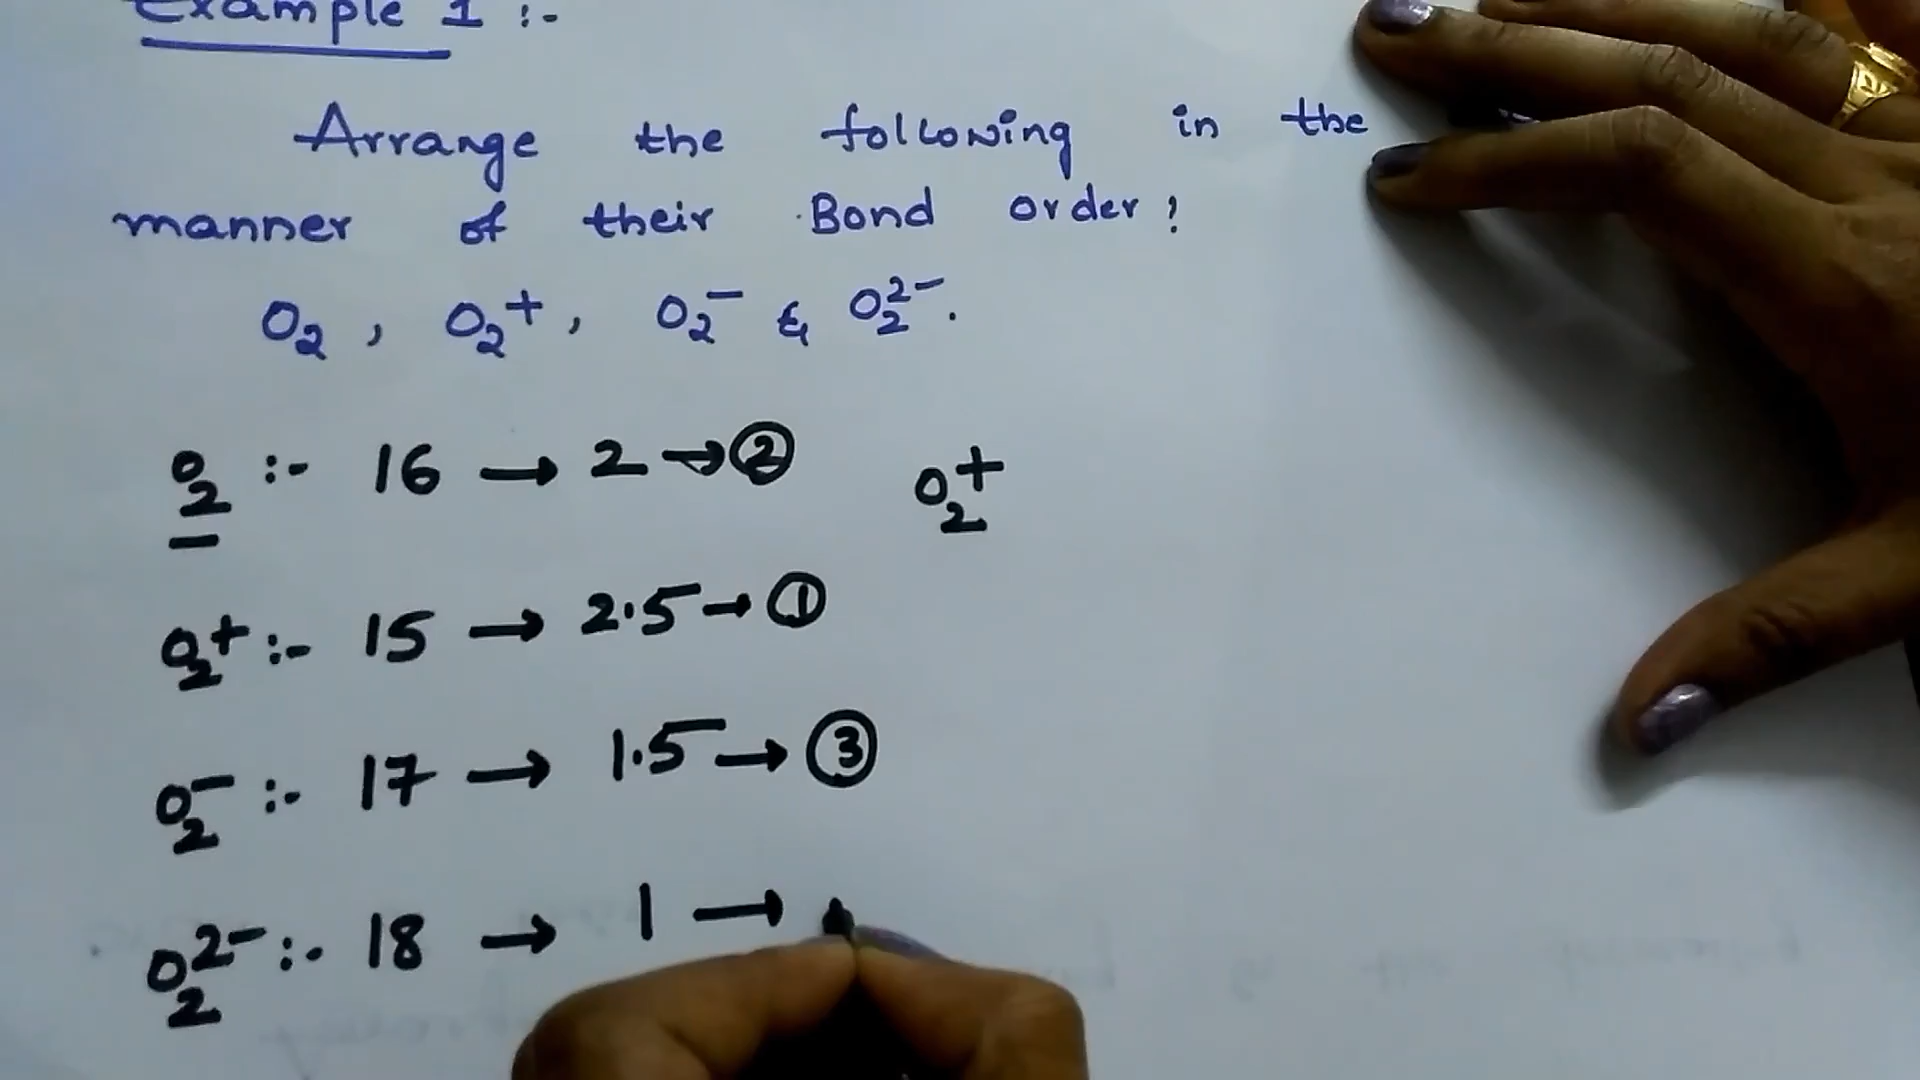 Example 1 :-
Arrange the following in the
manner of their Bond order?
O₂ , O₂⁺ , O₂⁻ & O₂²⁻ .
O₂ :- 16 → 2 → ②
O₂⁺
O₂⁺ :- 15 → 2.5 → ①
O₂⁻ :- 17 → 1.5 → ③
O₂²⁻ :- 18 → 1 →